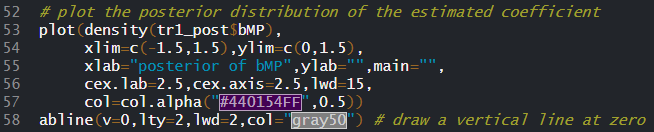 52 # plot the posterior distribution of the estimated coefficient
53 plot(density(tr1_post$bMP),
54 xlim=c(-1.5,1.5),ylim=c(0,1.5),
55 xlab="posterior of bMP",ylab="",main="",
56 cex.lab=2.5,cex.axis=2.5,lwd=15,
57 col=col.alpha("#440154FF",0.5))
58 abline(v=0,lty=2,lwd=2,col="gray50") # draw a vertical line at zero